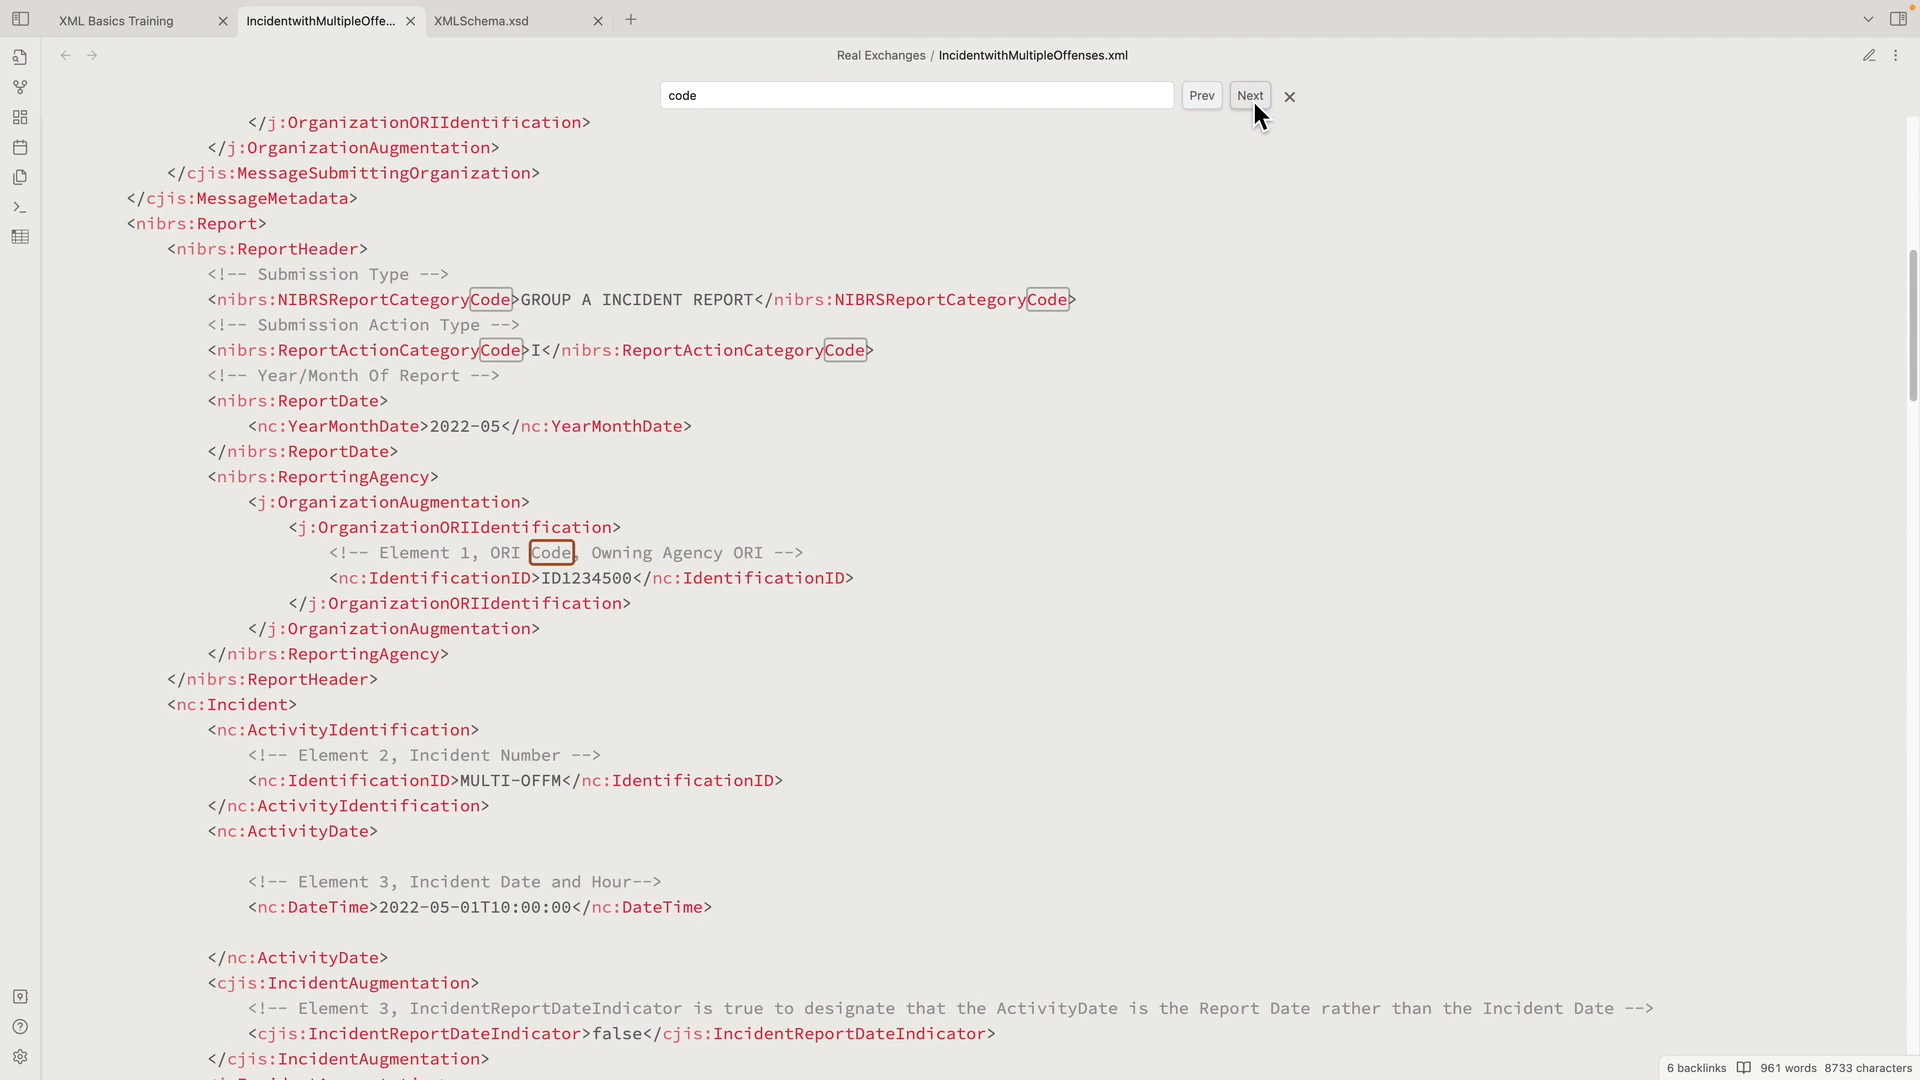 XML Basics Training
IncidentwithMultipleOffe...
XMLSchema.xsd
Real Exchanges / IncidentwithMultipleOffenses.xml
code
Prev
Next
</j:OrganizationORIIdentification>
</j:OrganizationAugmentation>
</cjis:MessageSubmittingOrganization>
</cjis:MessageMetadata>
<nibrs:Report>
<nibrs:ReportHeader>
<!-- Submission Type -->
<nibrs:NIBRSReportCategoryCode>GROUP A INCIDENT REPORT</nibrs:NIBRSReportCategoryCode>
<!-- Submission Action Type -->
<nibrs:ReportActionCategoryCode>I</nibrs:ReportActionCategoryCode>
<!-- Year/Month Of Report -->
<nibrs:ReportDate>
<nc:YearMonthDate>2022-05</nc:YearMonthDate>
</nibrs:ReportDate>
<nibrs:ReportingAgency>
<j:OrganizationAugmentation>
<j:OrganizationORIIdentification>
<!-- Element 1, ORI Code, Owning Agency ORI -->
<nc:IdentificationID>ID1234500</nc:IdentificationID>
</j:OrganizationORIIdentification>
</j:OrganizationAugmentation>
</nibrs:ReportingAgency>
</nibrs:ReportHeader>
<nc:Incident>
<nc:ActivityIdentification>
<!-- Element 2, Incident Number -->
<nc:IdentificationID>MULTI-OFFM</nc:IdentificationID>
</nc:ActivityIdentification>
<nc:ActivityDate>
<!-- Element 3, Incident Date and Hour-->
<nc:DateTime>2022-05-01T10:00:00</nc:DateTime>
</nc:ActivityDate>
<cjis:IncidentAugmentation>
<!-- Element 3, IncidentReportDateIndicator is true to designate that the ActivityDate is the Report Date rather than the Incident Date -->
<cjis:IncidentReportDateIndicator>false</cjis:IncidentReportDateIndicator>
</cjis:IncidentAugmentation>
6 backlinks 961 words 8733 characters